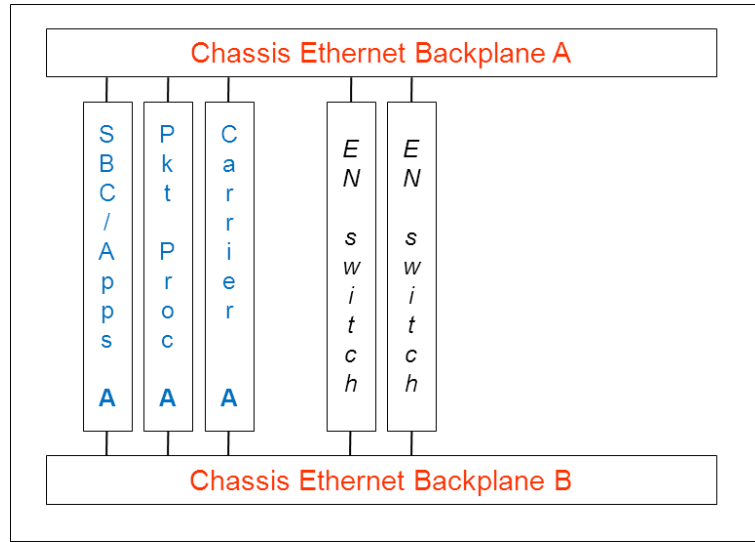 Chassis Ethernet Backplane A
SBC/Apps A
Pkt Proc A
Carrier A
EN switch
EN switch
Chassis Ethernet Backplane B